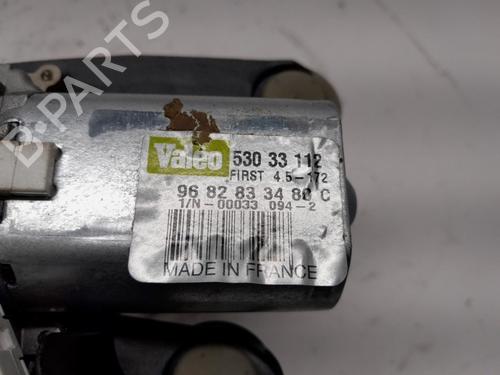 B-PARTS
Valeo 530 33 112
FIRST 4.5-172
96 82 83 34 80 C
1/N-00033 094-2
MADE IN FRANCE